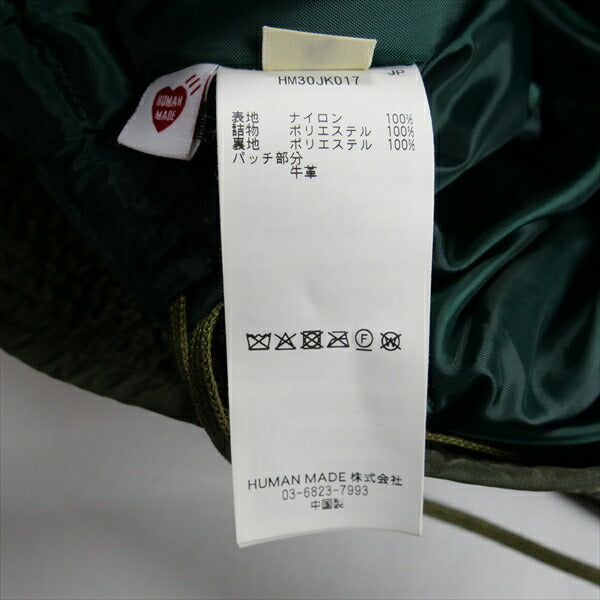 HUMAN
MADE
HM30JK017 JP
表地 ナイロン 100%
詰物 ポリエステル 100%
裏地 ポリエステル 100%
パッチ部分
牛革
F W
HUMAN MADE 株式会社
03-6823-7993
中国製